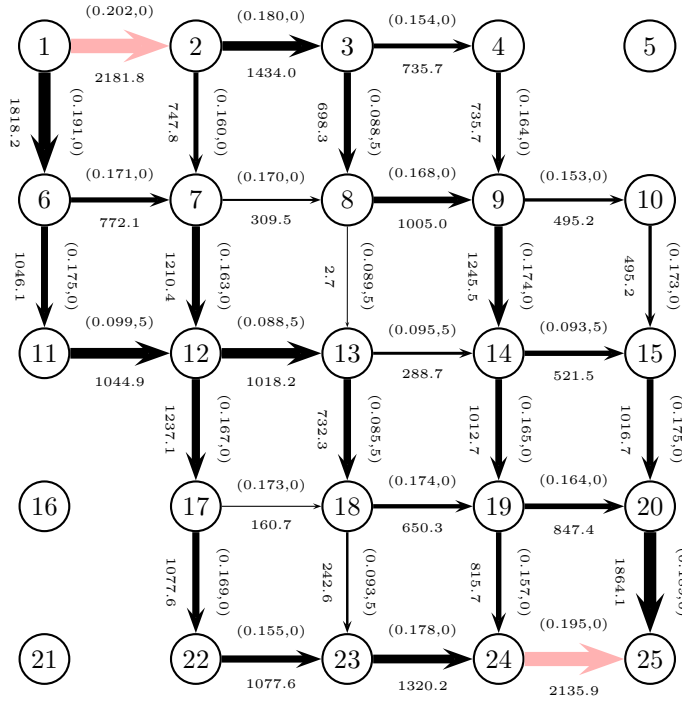 (0.202,0) (0.180,0) (0.154,0)
1 2 3 4 5
2181.8 1434.0 735.7
1818.2 (0.191,0) 747.8 (0.160,0) 698.3 (0.088,5) 735.7 (0.164,0)
(0.171,0) (0.170,0) (0.168,0) (0.153,0)
6 7 8 9 10
772.1 309.5 1005.0 495.2
1046.1 (0.175,0) 1210.4 (0.163,0) 2.7 (0.089,5) 1245.5 (0.174,0) 495.2 (0.173,0)
(0.099,5) (0.088,5) (0.095,5) (0.093,5)
11 12 13 14 15
1044.9 1018.2 288.7 521.5
1237.1 (0.167,0) 732.3 (0.085,5) 1012.7 (0.165,0) 1016.7 (0.175,0)
(0.173,0) (0.174,0) (0.164,0)
16 17 18 19 20
160.7 650.3 847.4
1077.6 (0.169,0) 242.6 (0.093,5) 815.7 (0.157,0) 1864.1
(0.155,0) (0.178,0) (0.195,0)
21 22 23 24 25
1077.6 1320.2 2135.9